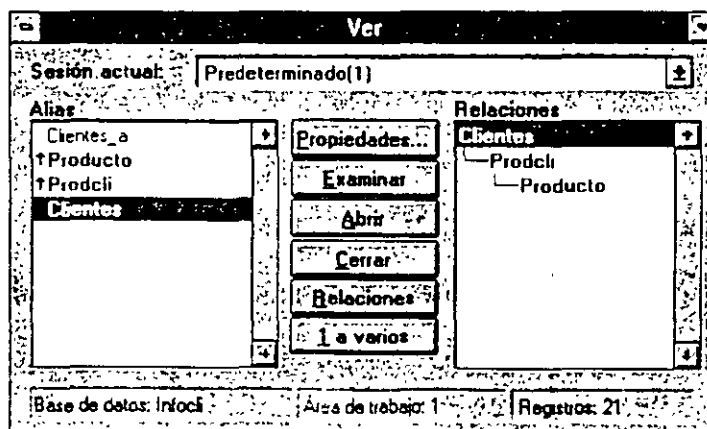 Ver
Sesión actual: Predeterminado(1)
Alias
Relaciones
Clientes_a
↑Producto
↑Prodcli
Clientes
Propiedades...
Examinar
Abrir
Cerrar
Relaciones
1 a varios
Clientes
Prodcli
Producto
Base de datos: Infocli
Área de trabajo: 1
Registros: 21